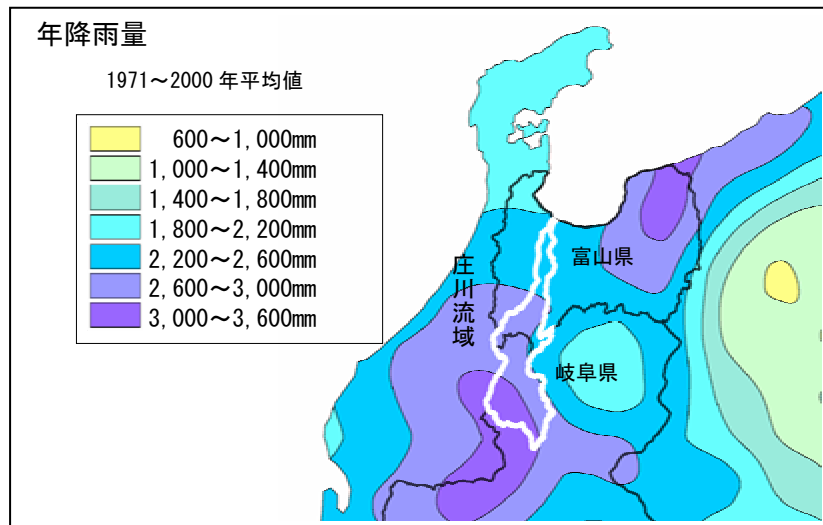 年降雨量
1971～2000 年平均値
600～1,000mm
1,000～1,400mm
1,400～1,800mm
1,800～2,200mm
2,200～2,600mm
2,600～3,000mm
3,000～3,600mm
庄川流域
富山県
岐阜県